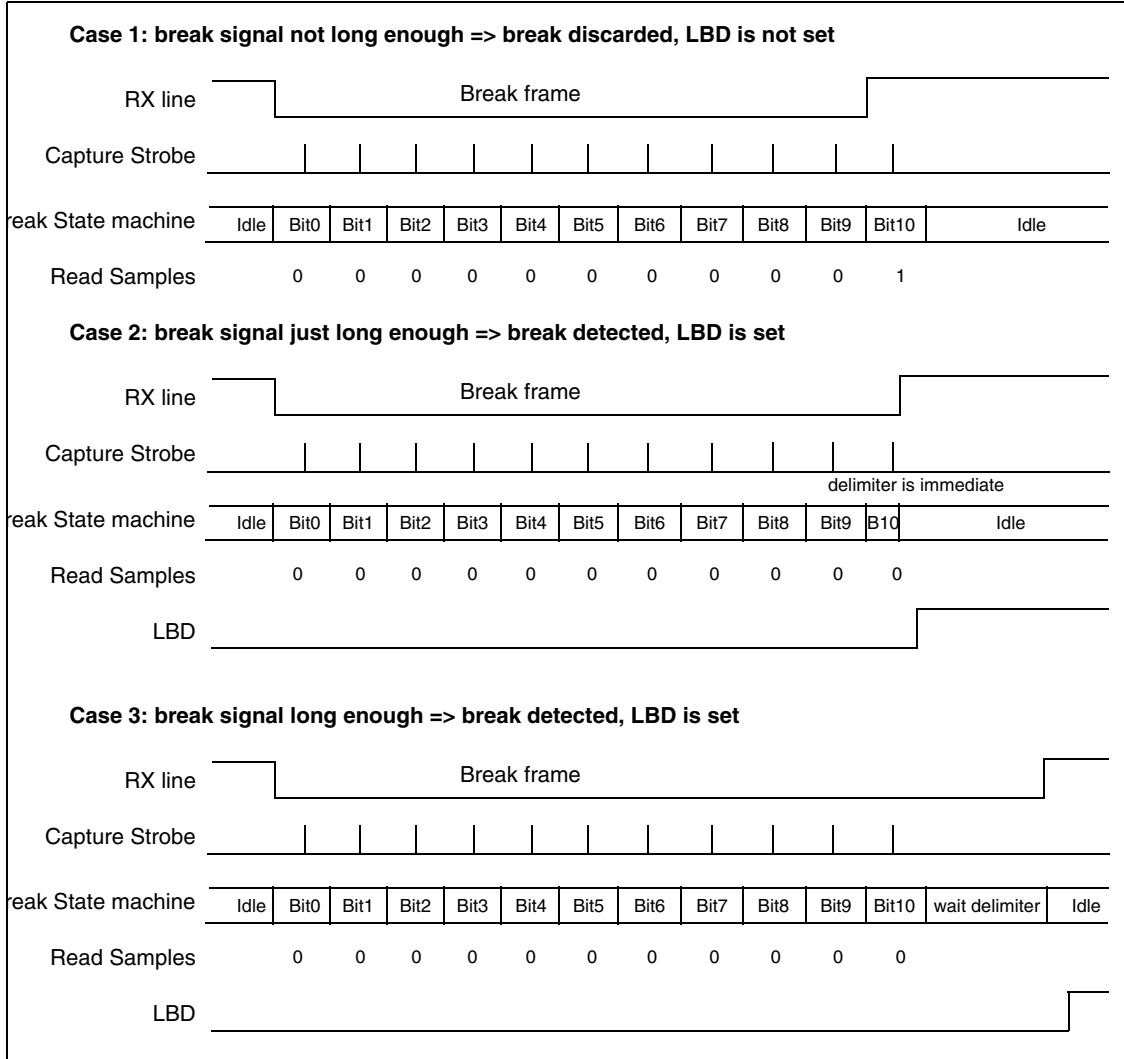 Case 1: break signal not long enough => break discarded, LBD is not set
RX line Break frame
Capture Strobe
reak State machine Idle Bit0 Bit1 Bit2 Bit3 Bit4 Bit5 Bit6 Bit7 Bit8 Bit9 Bit10 Idle
Read Samples 0 0 0 0 0 0 0 0 0 0 1
Case 2: break signal just long enough => break detected, LBD is set
RX line Break frame
Capture Strobe
delimiter is immediate
reak State machine Idle Bit0 Bit1 Bit2 Bit3 Bit4 Bit5 Bit6 Bit7 Bit8 Bit9 B10 Idle
Read Samples 0 0 0 0 0 0 0 0 0 0 0
LBD
Case 3: break signal long enough => break detected, LBD is set
RX line Break frame
Capture Strobe
reak State machine Idle Bit0 Bit1 Bit2 Bit3 Bit4 Bit5 Bit6 Bit7 Bit8 Bit9 Bit10 wait delimiter Idle
Read Samples 0 0 0 0 0 0 0 0 0 0 0
LBD